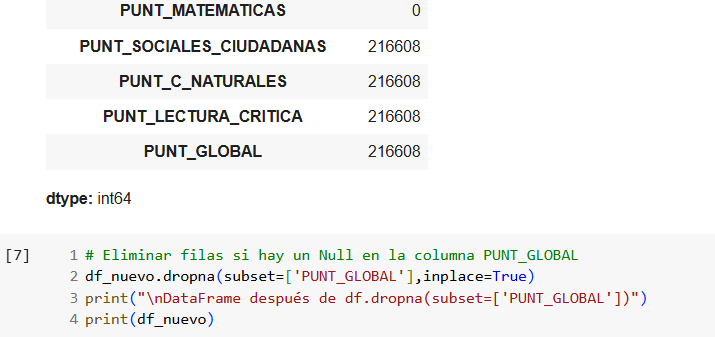 PUNT_MATEMATICAS 0
PUNT_SOCIALES_CIUDADANAS 216608
PUNT_C_NATURALES 216608
PUNT_LECTURA_CRITICA 216608
PUNT_GLOBAL 216608
dtype: int64
[7] 1 # Eliminar filas si hay un Null en la columna PUNT_GLOBAL
2 df_nuevo.dropna(subset=['PUNT_GLOBAL'],inplace=True)
3 print("\nDataFrame después de df.dropna(subset=['PUNT_GLOBAL'])")
4 print(df_nuevo)